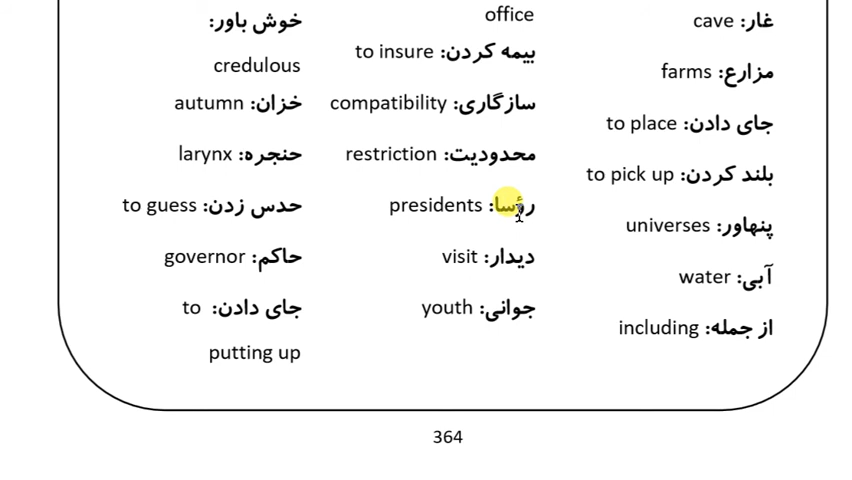 غار: cave
مزارع: farms
جای دادن: to place
بلند کردن: to pick up
پنهاور: universes
آبی: water
از جمله: including
office
بیمه کردن: to insure
سازگاری: compatibility
محدودیت: restriction
رؤسا: presidents
دیدار: visit
جوانی: youth
خوش باور:
credulous
خزان: autumn
حنجره: larynx
حدس زدن: to guess
حاکم: governor
جای دادن: to
putting up
364